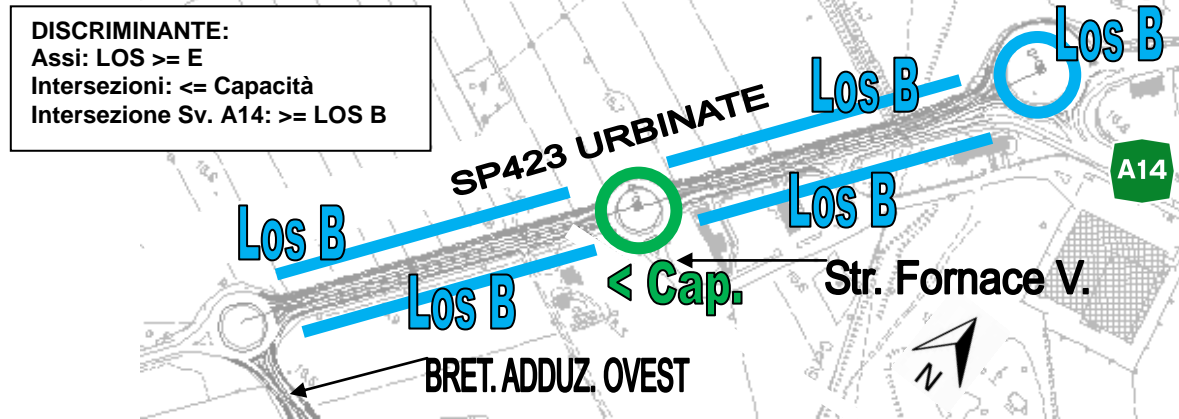 DISCRIMINANTE:
Assi: LOS >= E
Intersezioni: <= Capacità
Intersezione Sv. A14: >= LOS B
Los B
Los B
SP423 URBINATE
A14
Los B
Los B
< Cap.
Str. Fornace V.
Los B
BRET. ADDUZ. OVEST
N